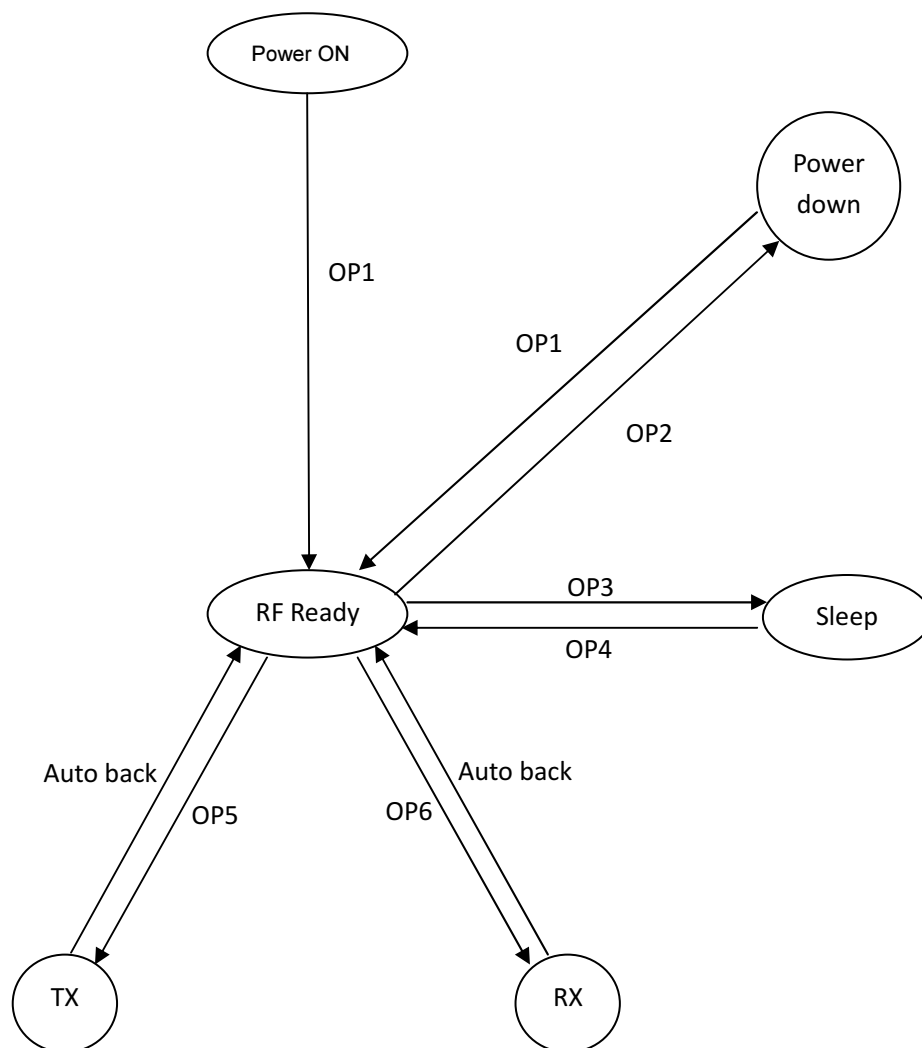 Power ON
Power
down
OP1
OP1
OP2
RF Ready
OP3
Sleep
OP4
Auto back
Auto back
OP5
OP6
TX
RX